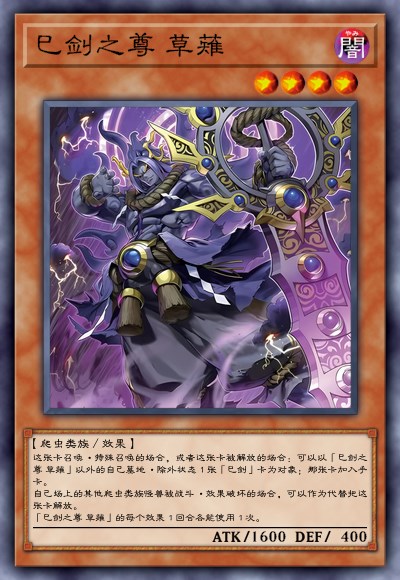 巳剑之尊 草薙
やみ
闇
【爬虫类族/效果】
这张卡召唤·特殊召唤的场合，或者这张卡被解放的场合：可以以「巳剑之
尊 草薙」以外的自己墓地·除外状态1张「巳剑」卡为对象；那张卡加入手
卡。
自己场上的其他爬虫类族怪兽被战斗·效果破坏的场合，可以作为代替把这
张卡解放。
「巳剑之尊 草薙」的每个效果1回合各能使用1次。
ATK/1600 DEF/ 400